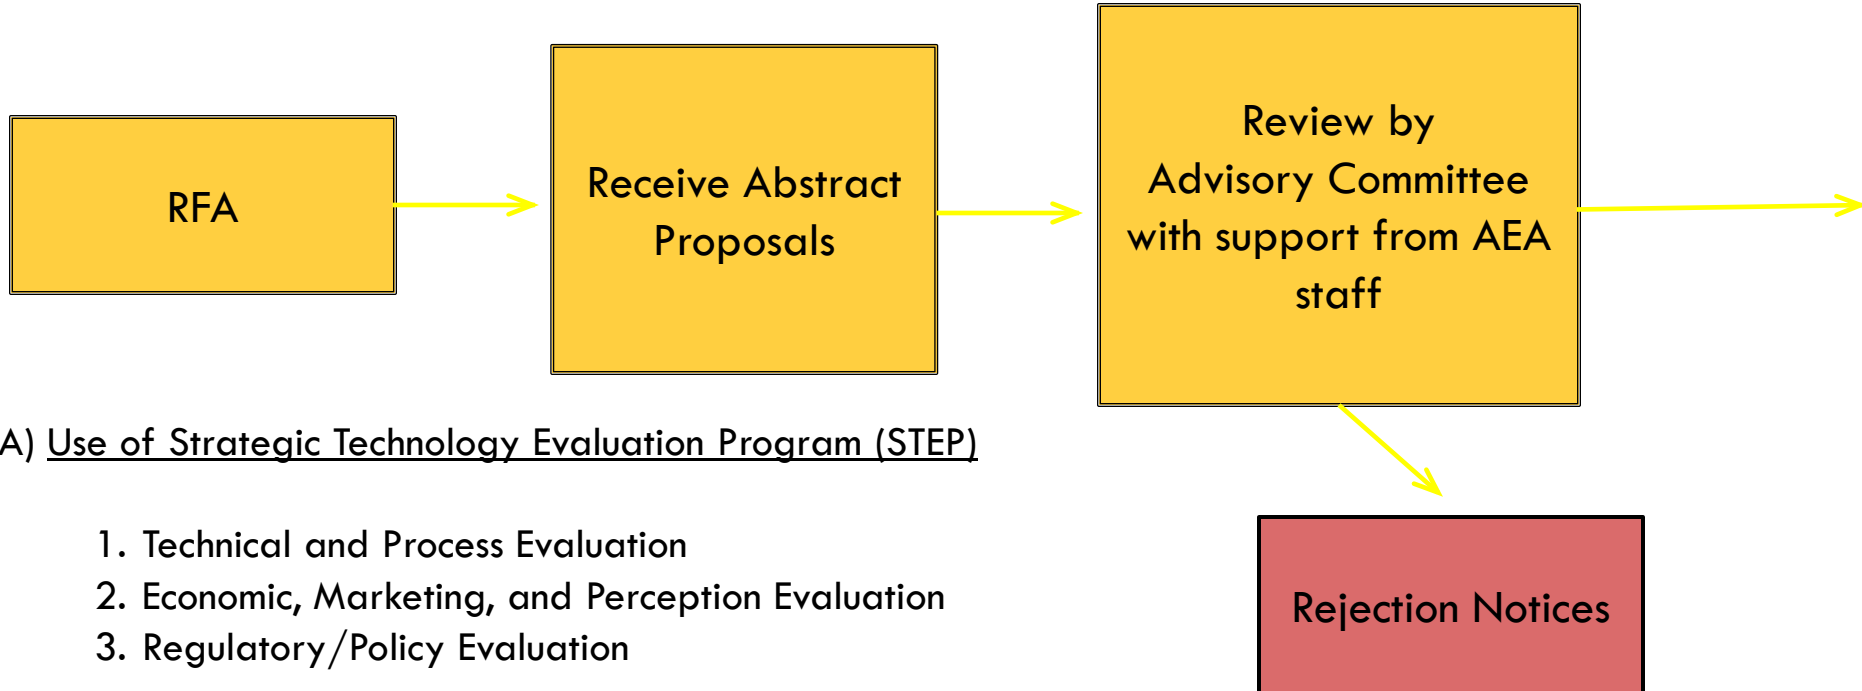 RFA
Receive Abstract
Proposals
Review by
Advisory Committee
with support from AEA
staff
A) Use of Strategic Technology Evaluation Program (STEP)
1. Technical and Process Evaluation
2. Economic, Marketing, and Perception Evaluation
3. Regulatory/Policy Evaluation
Rejection Notices